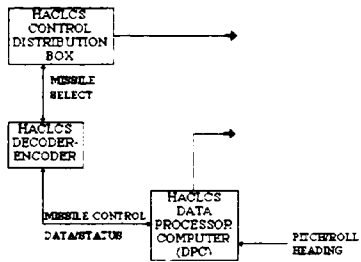 HACLCS
CONTROL
DISTRIBUTION
BOX
MISSILE
SELECT
HACLCS
DECODER-
ENCODER
MISSILE CONTROL
DATA/STATUS
HACLCS
DATA
PROCESSOR
COMPUTER
(DPC)
PITCH/ROLL
HEADING